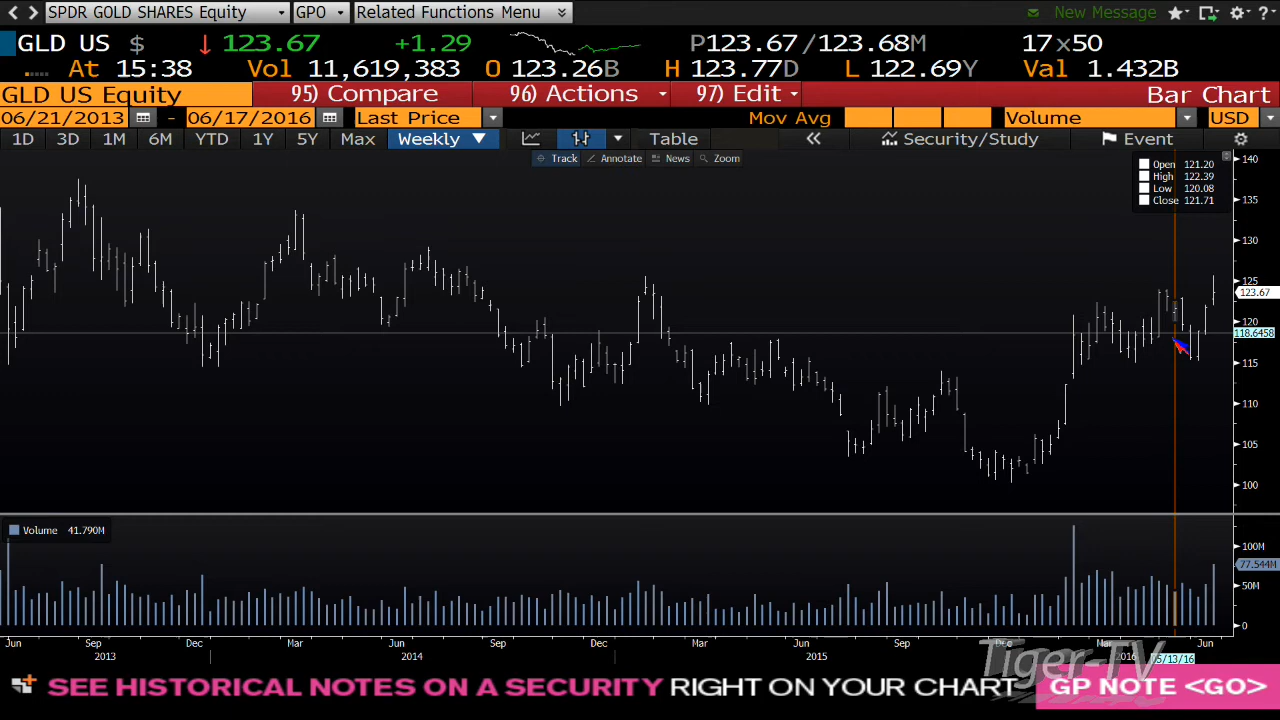 SPDR GOLD SHARES Equity GPO Related Functions Menu New Message ?
GLD US $ ↓ 123.67 +1.29 P123.67/123.68M 17x50
At 15:38 Vol 11,619,383 O 123.26B H 123.77D L 122.69Y Val 1.432B
GLD US Equity 95) Compare 96) Actions 97) Edit Bar Chart
06/21/2013 - 06/17/2016 Last Price Mov Avg Volume USD
1D 3D 1M 6M YTD 1Y 5Y Max Weekly ▼ Table « Security/Study Event
Track Annotate News Zoom
Open 121.20
High 122.39
Low 120.08
Close 121.71
140
135
130
125
123.67
120
118.6458
115
110
105
100
Volume 41.790M
100M
77.544M
50M
0
Jun Sep Dec Mar Jun Sep Dec Mar Jun Sep Dec Mar Jun
2013 2014 2015 2016 05/13/16
Tiger-TV
SEE HISTORICAL NOTES ON A SECURITY RIGHT ON YOUR CHART GP NOTE <GO>